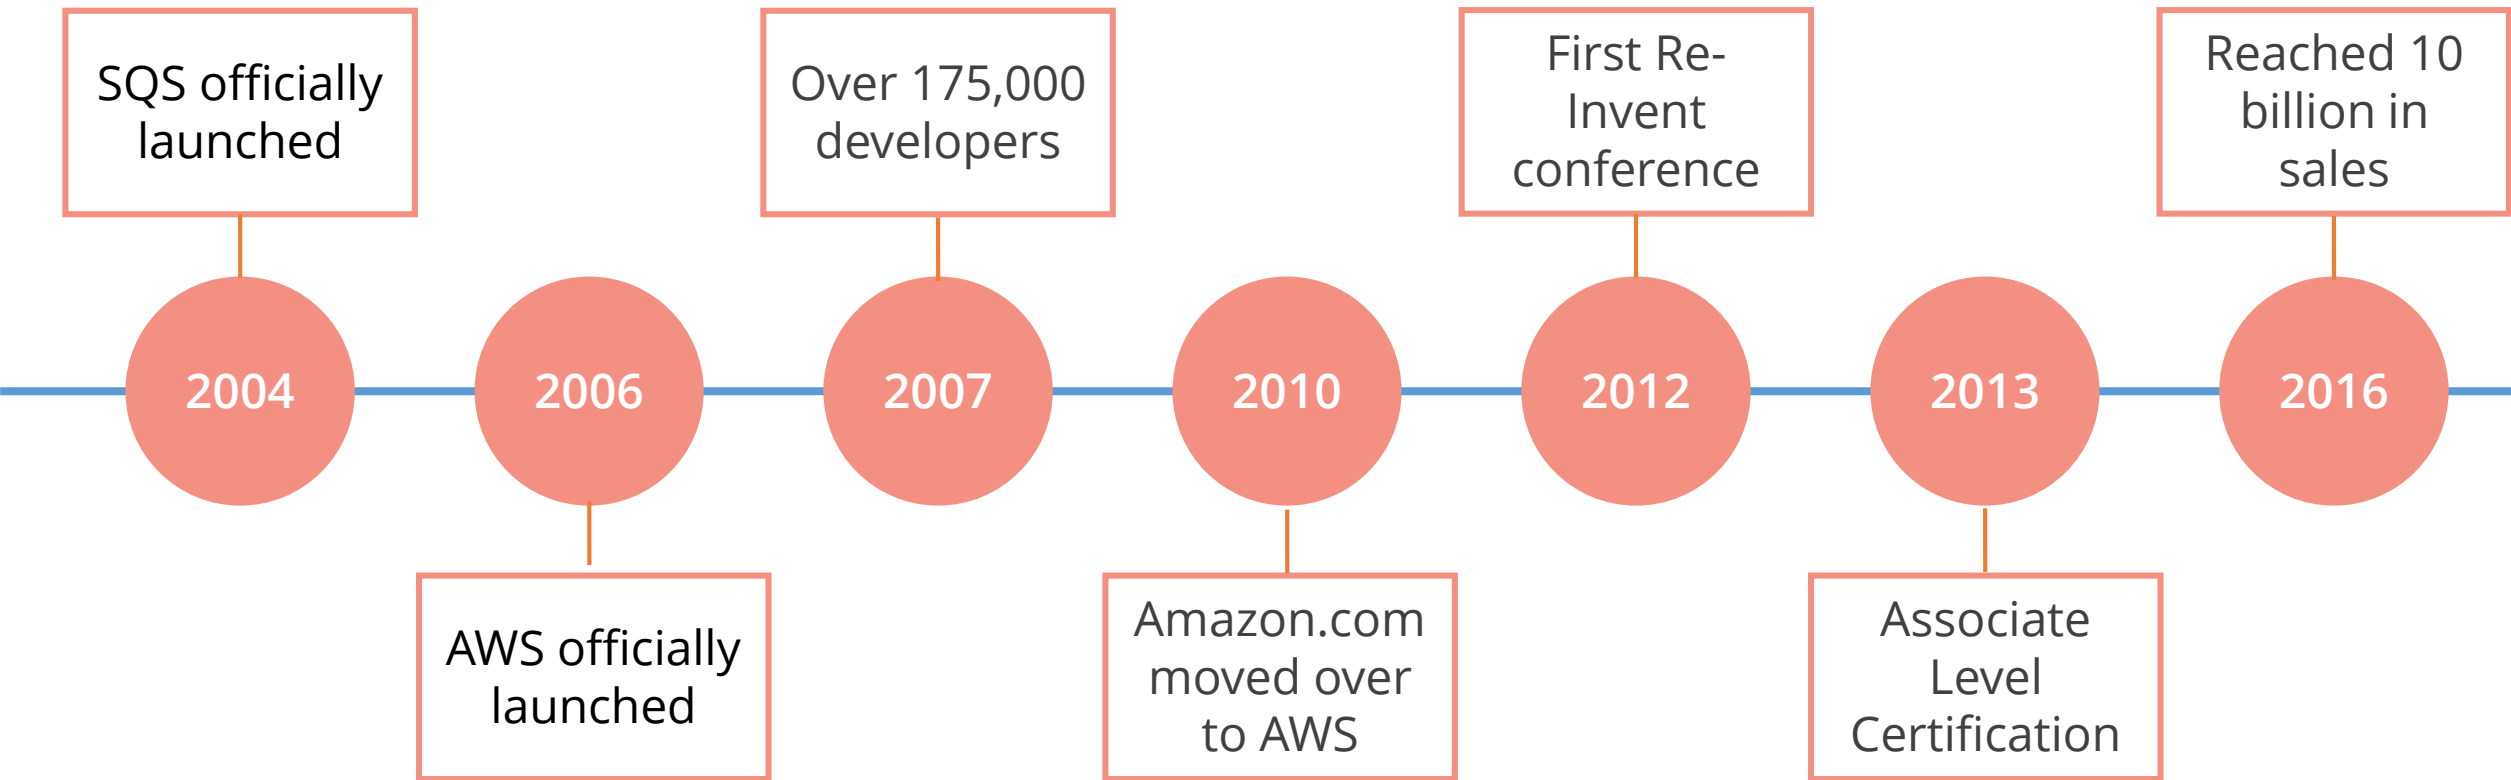 SQS officially
launched
Over 175,000
developers
First Re-
Invent
conference
Reached 10
billion in
sales
2004
2006
2007
2010
2012
2013
2016
AWS officially
launched
Amazon.com
moved over
to AWS
Associate
Level
Certification